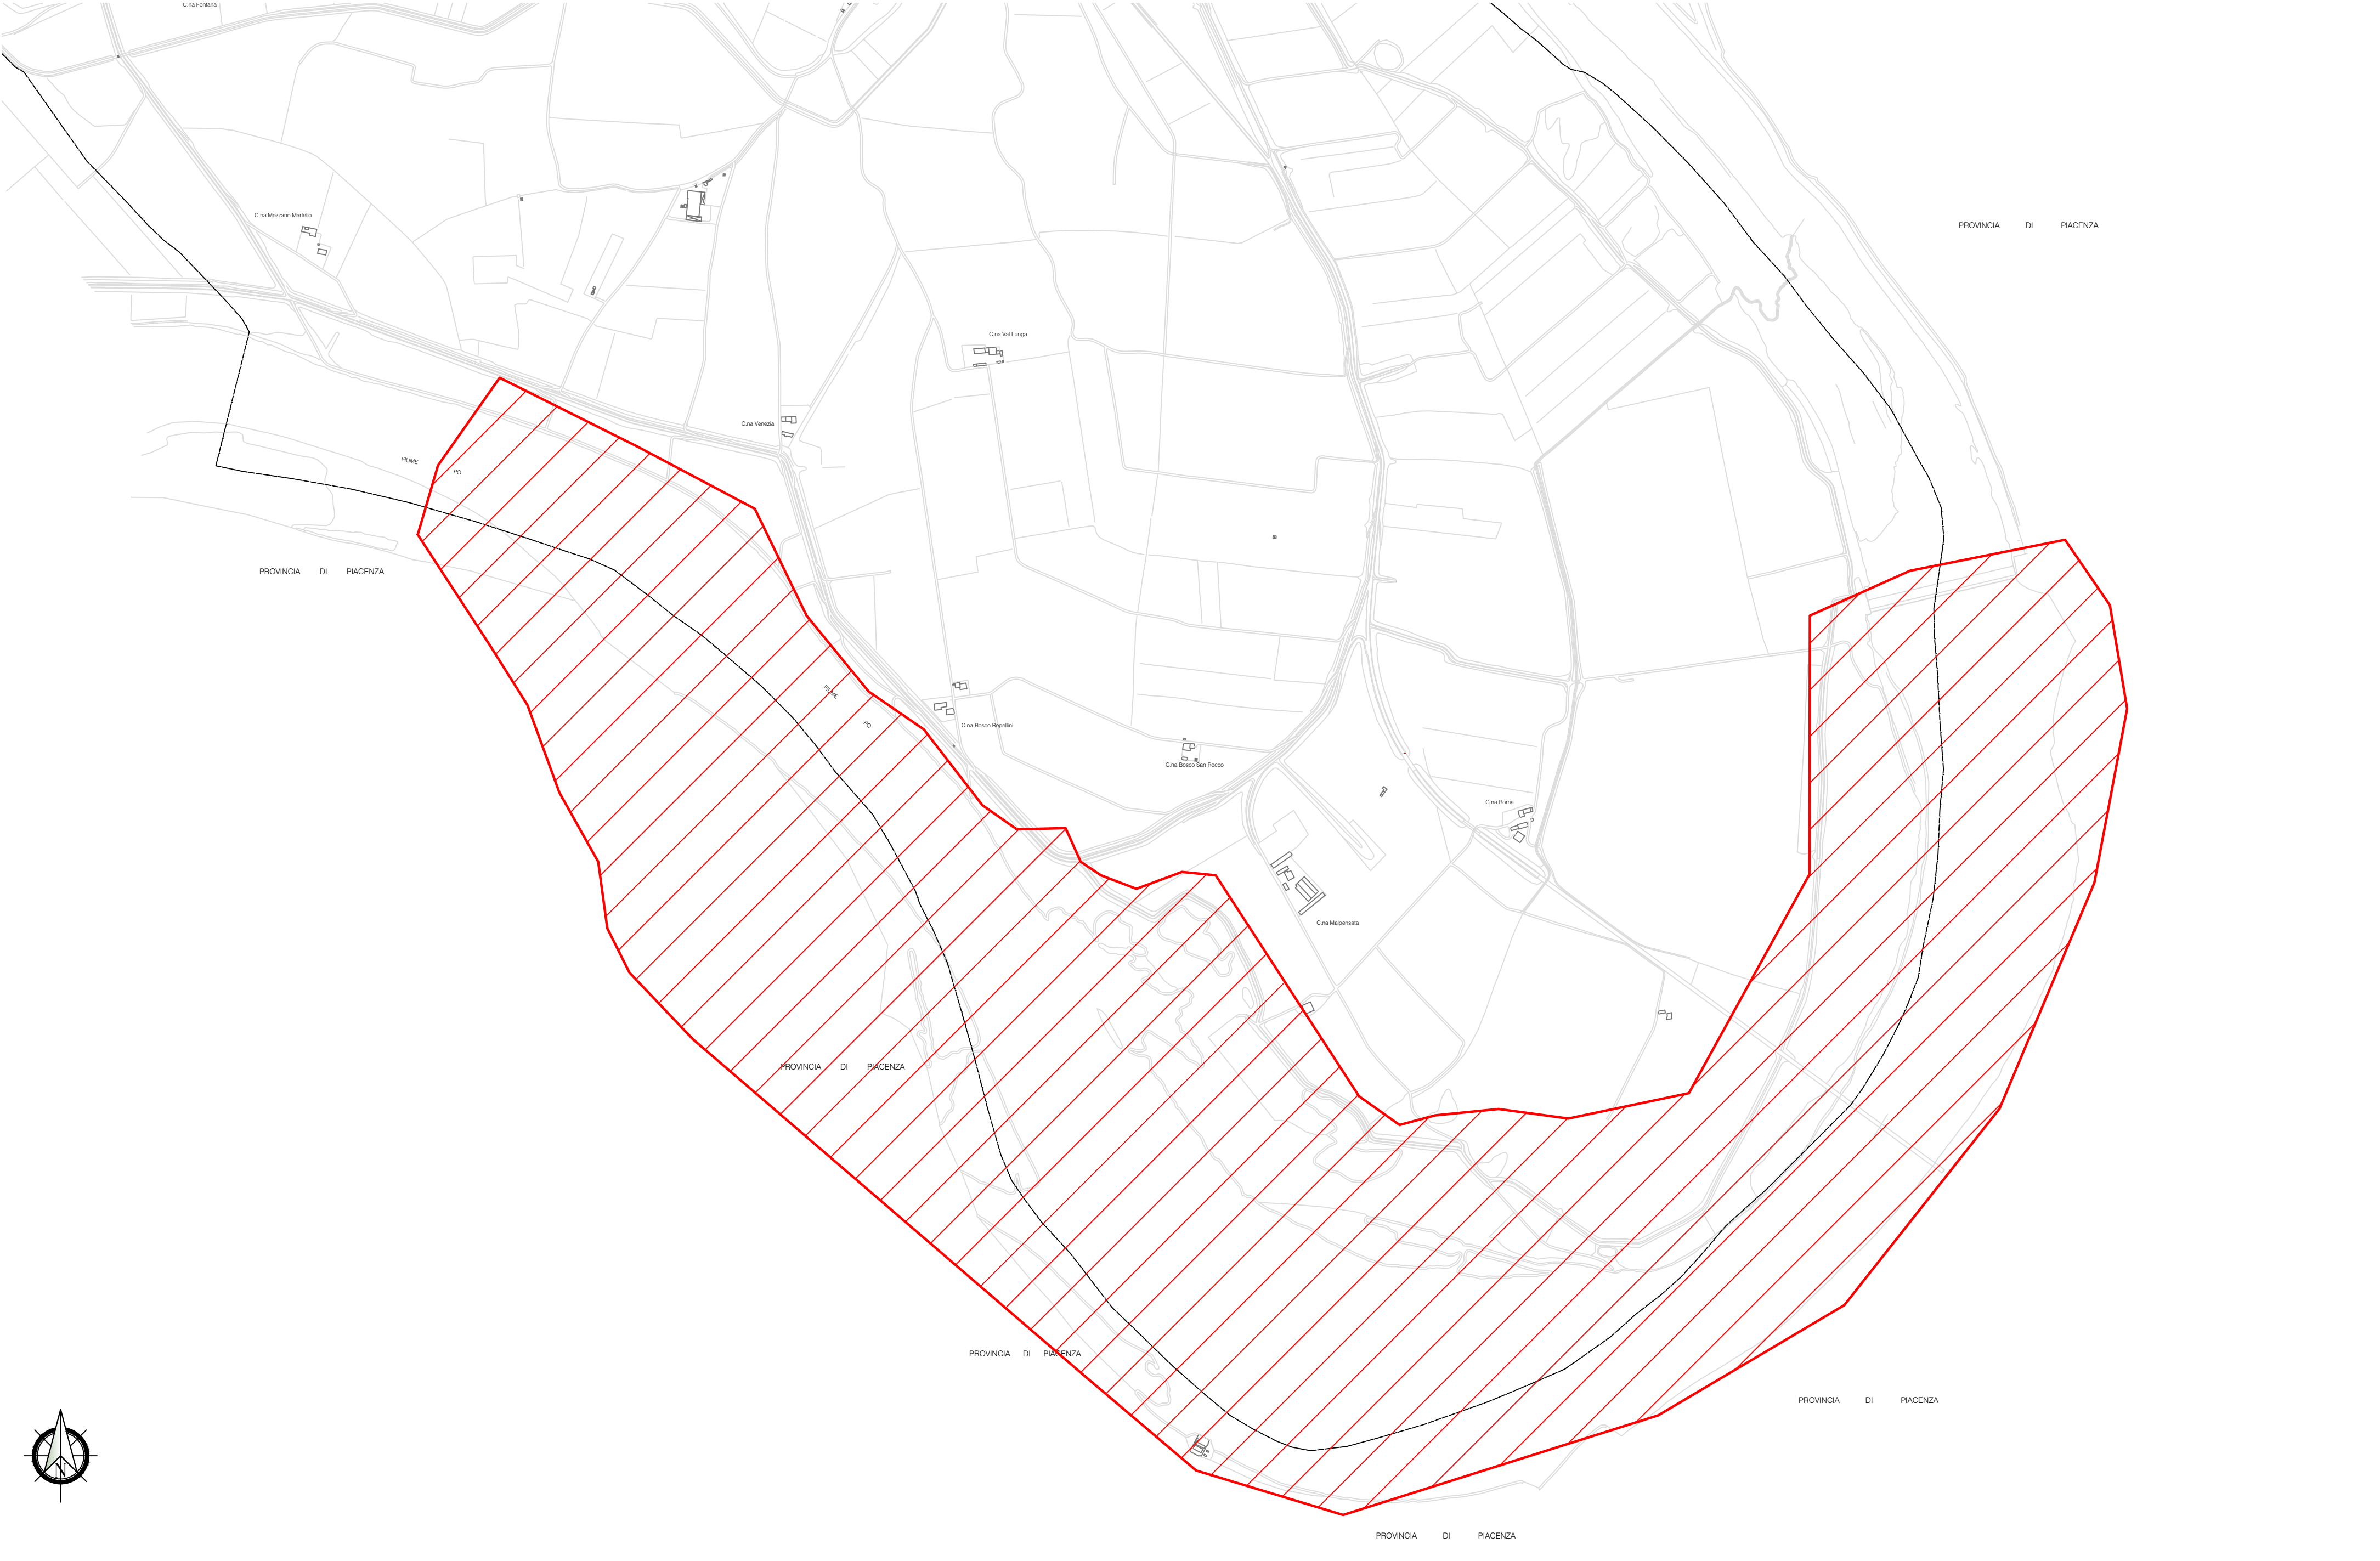 C.na Fontana
C.na Mezzano Martello
PROVINCIA DI PIACENZA
C.na Val Lunga
C.na Venezia
FIUME PO
PROVINCIA DI PIACENZA
FIUME PO
C.na Bosco Repellini
C.na Bosco San Rocco
C.na Roma
C.na Malpensata
PROVINCIA DI PIACENZA
PROVINCIA DI PIACENZA
PROVINCIA DI PIACENZA
N
PROVINCIA DI PIACENZA